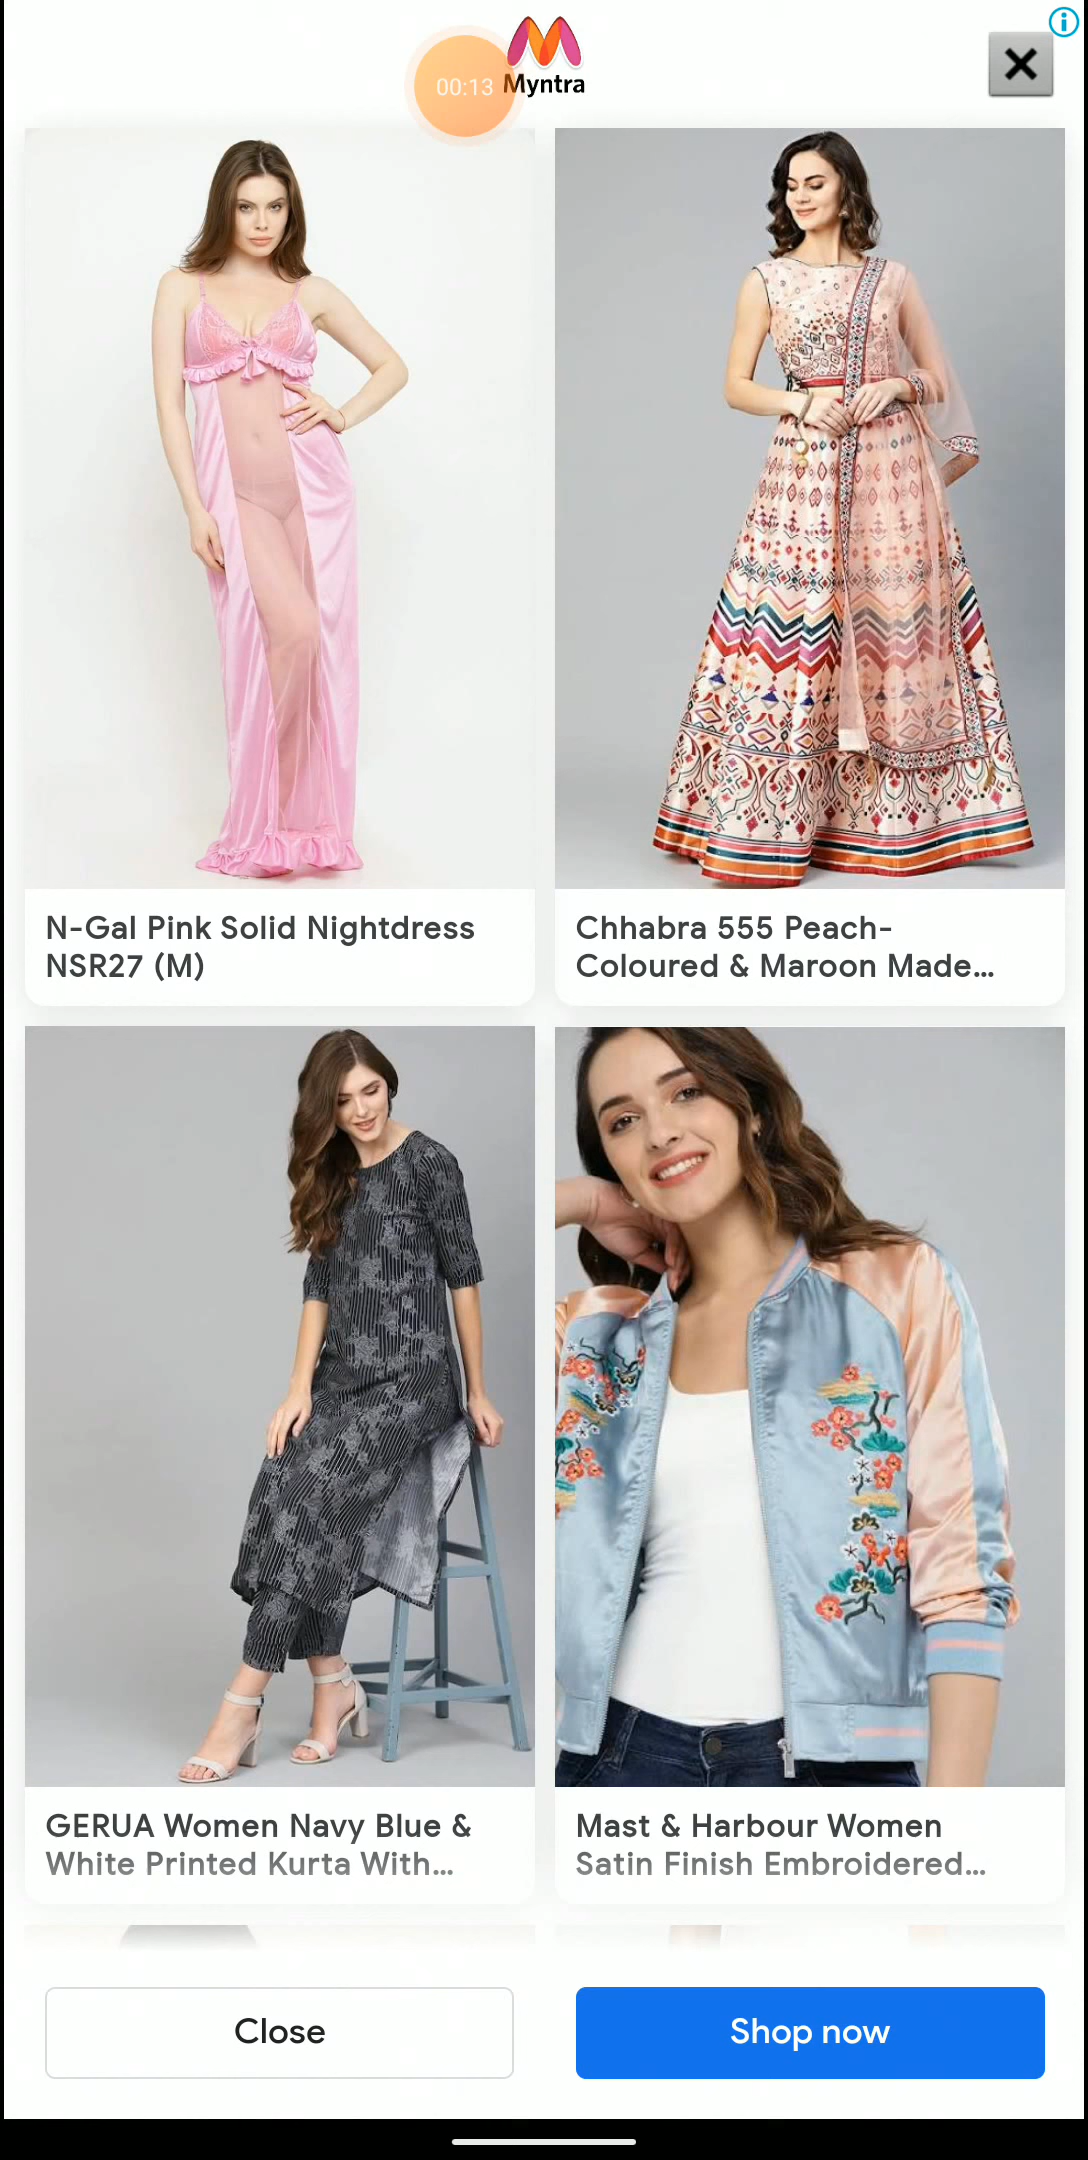 00:13
Myntra
N-Gal Pink Solid Nightdress
NSR27 (M)
Chhabra 555 Peach-
Coloured & Maroon Made...
GERUA Women Navy Blue &
White Printed Kurta With...
Mast & Harbour Women
Satin Finish Embroidered...
Close
Shop now